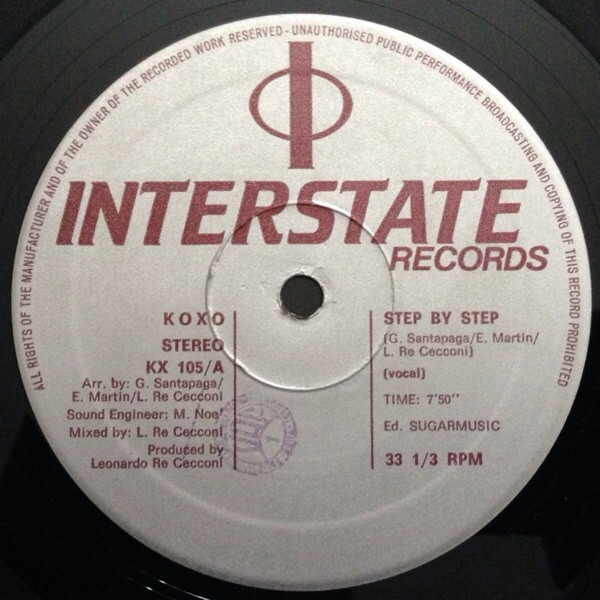 ALL RIGHTS OF THE MANUFACTURER AND OF THE OWNER OF THE RECORDED WORK RESERVED - UNAUTHORISED PUBLIC PERFORMANCE BROADCASTING AND COPYING OF THIS RECORD PROHIBITED
INTERSTATE
RECORDS
KOXO
STEREO
KX 105/A
Arr. by: G. Santapaga/
E. Martin/L. Re Cecconi
Sound Engineer: M. Noe'
Mixed by: L. Re Cecconi
Produced by
Leonardo Re Cecconi
STEP BY STEP
(G. Santapaga/E. Martin/
L. Re Cecconi)
(vocal)
TIME: 7'50''
Ed. SUGARMUSIC
33 1/3 RPM